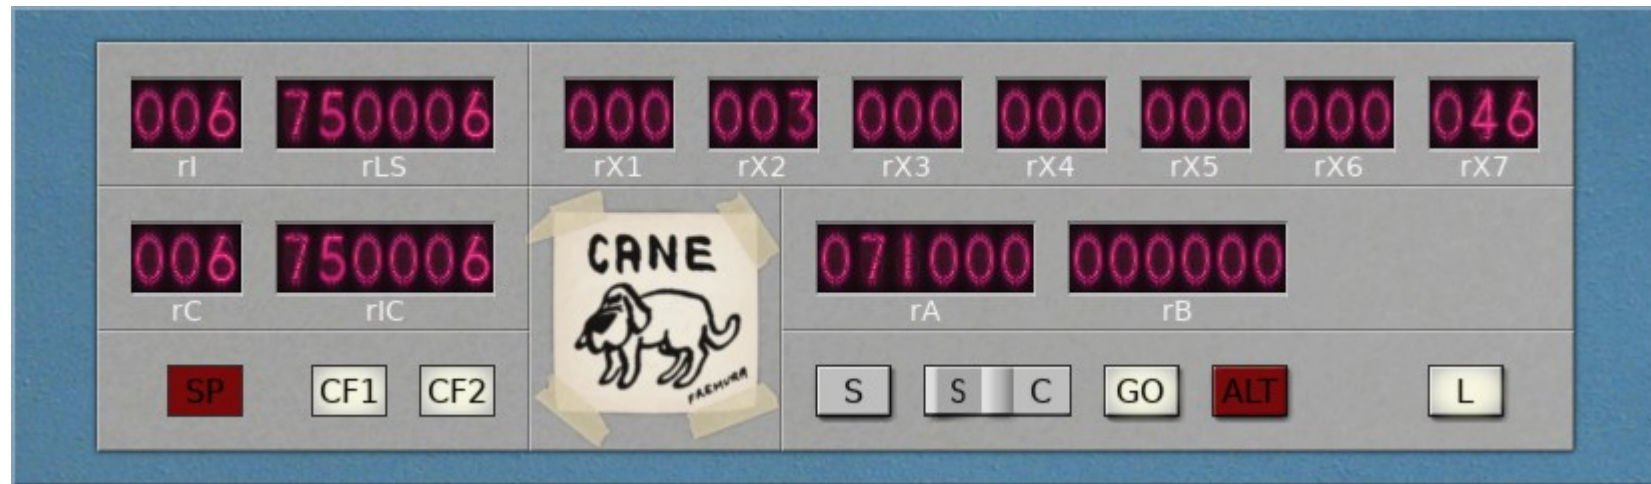 006 750006 000 003 000 000 000 000 046
rI rLS rX1 rX2 rX3 rX4 rX5 rX6 rX7
006 750006 CANE 071000 000000
rC rIC rA rB
FREMURA
SP CF1 CF2 S S C GO ALT L